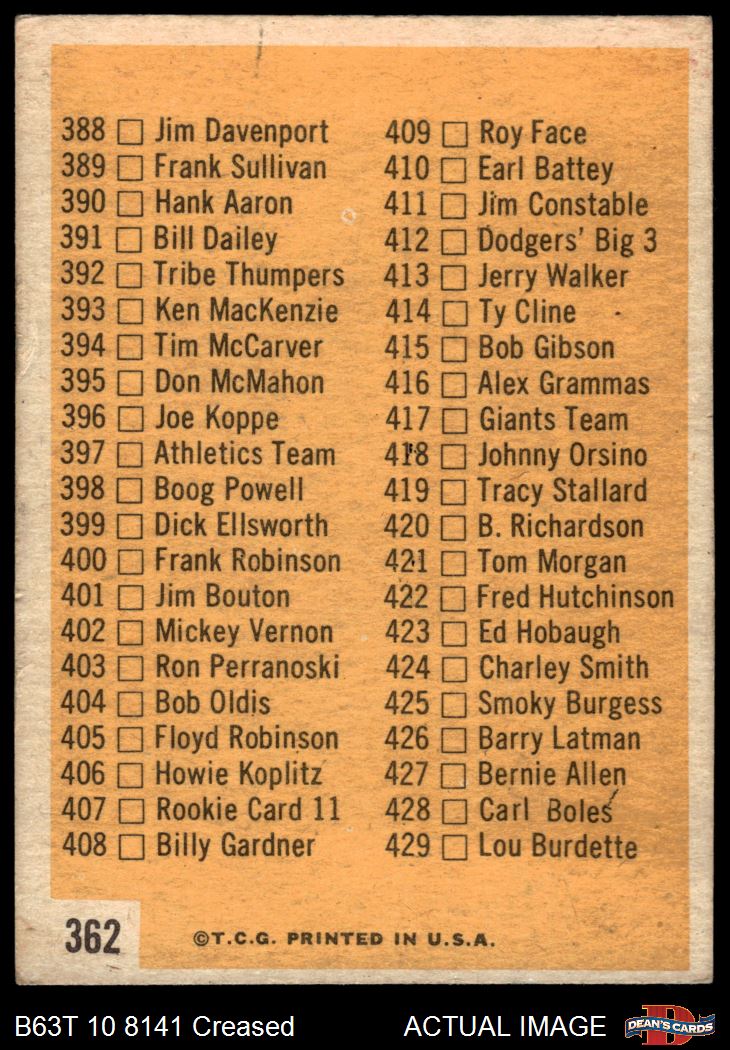 388 Jim Davenport
389 Frank Sullivan
390 Hank Aaron
391 Bill Dailey
392 Tribe Thumpers
393 Ken MacKenzie
394 Tim McCarver
395 Don McMahon
396 Joe Koppe
397 Athletics Team
398 Boog Powell
399 Dick Ellsworth
400 Frank Robinson
401 Jim Bouton
402 Mickey Vernon
403 Ron Perranoski
404 Bob Oldis
405 Floyd Robinson
406 Howie Koplitz
407 Rookie Card 11
408 Billy Gardner
409 Roy Face
410 Earl Battey
411 Jim Constable
412 Dodgers' Big 3
413 Jerry Walker
414 Ty Cline
415 Bob Gibson
416 Alex Grammas
417 Giants Team
418 Johnny Orsino
419 Tracy Stallard
420 B. Richardson
421 Tom Morgan
422 Fred Hutchinson
423 Ed Hobaugh
424 Charley Smith
425 Smoky Burgess
426 Barry Latman
427 Bernie Allen
428 Carl Boles
429 Lou Burdette
362
©T.C.G. PRINTED IN U.S.A.
B63T 10 8141 Creased
ACTUAL IMAGE
DEAN'S CARDS